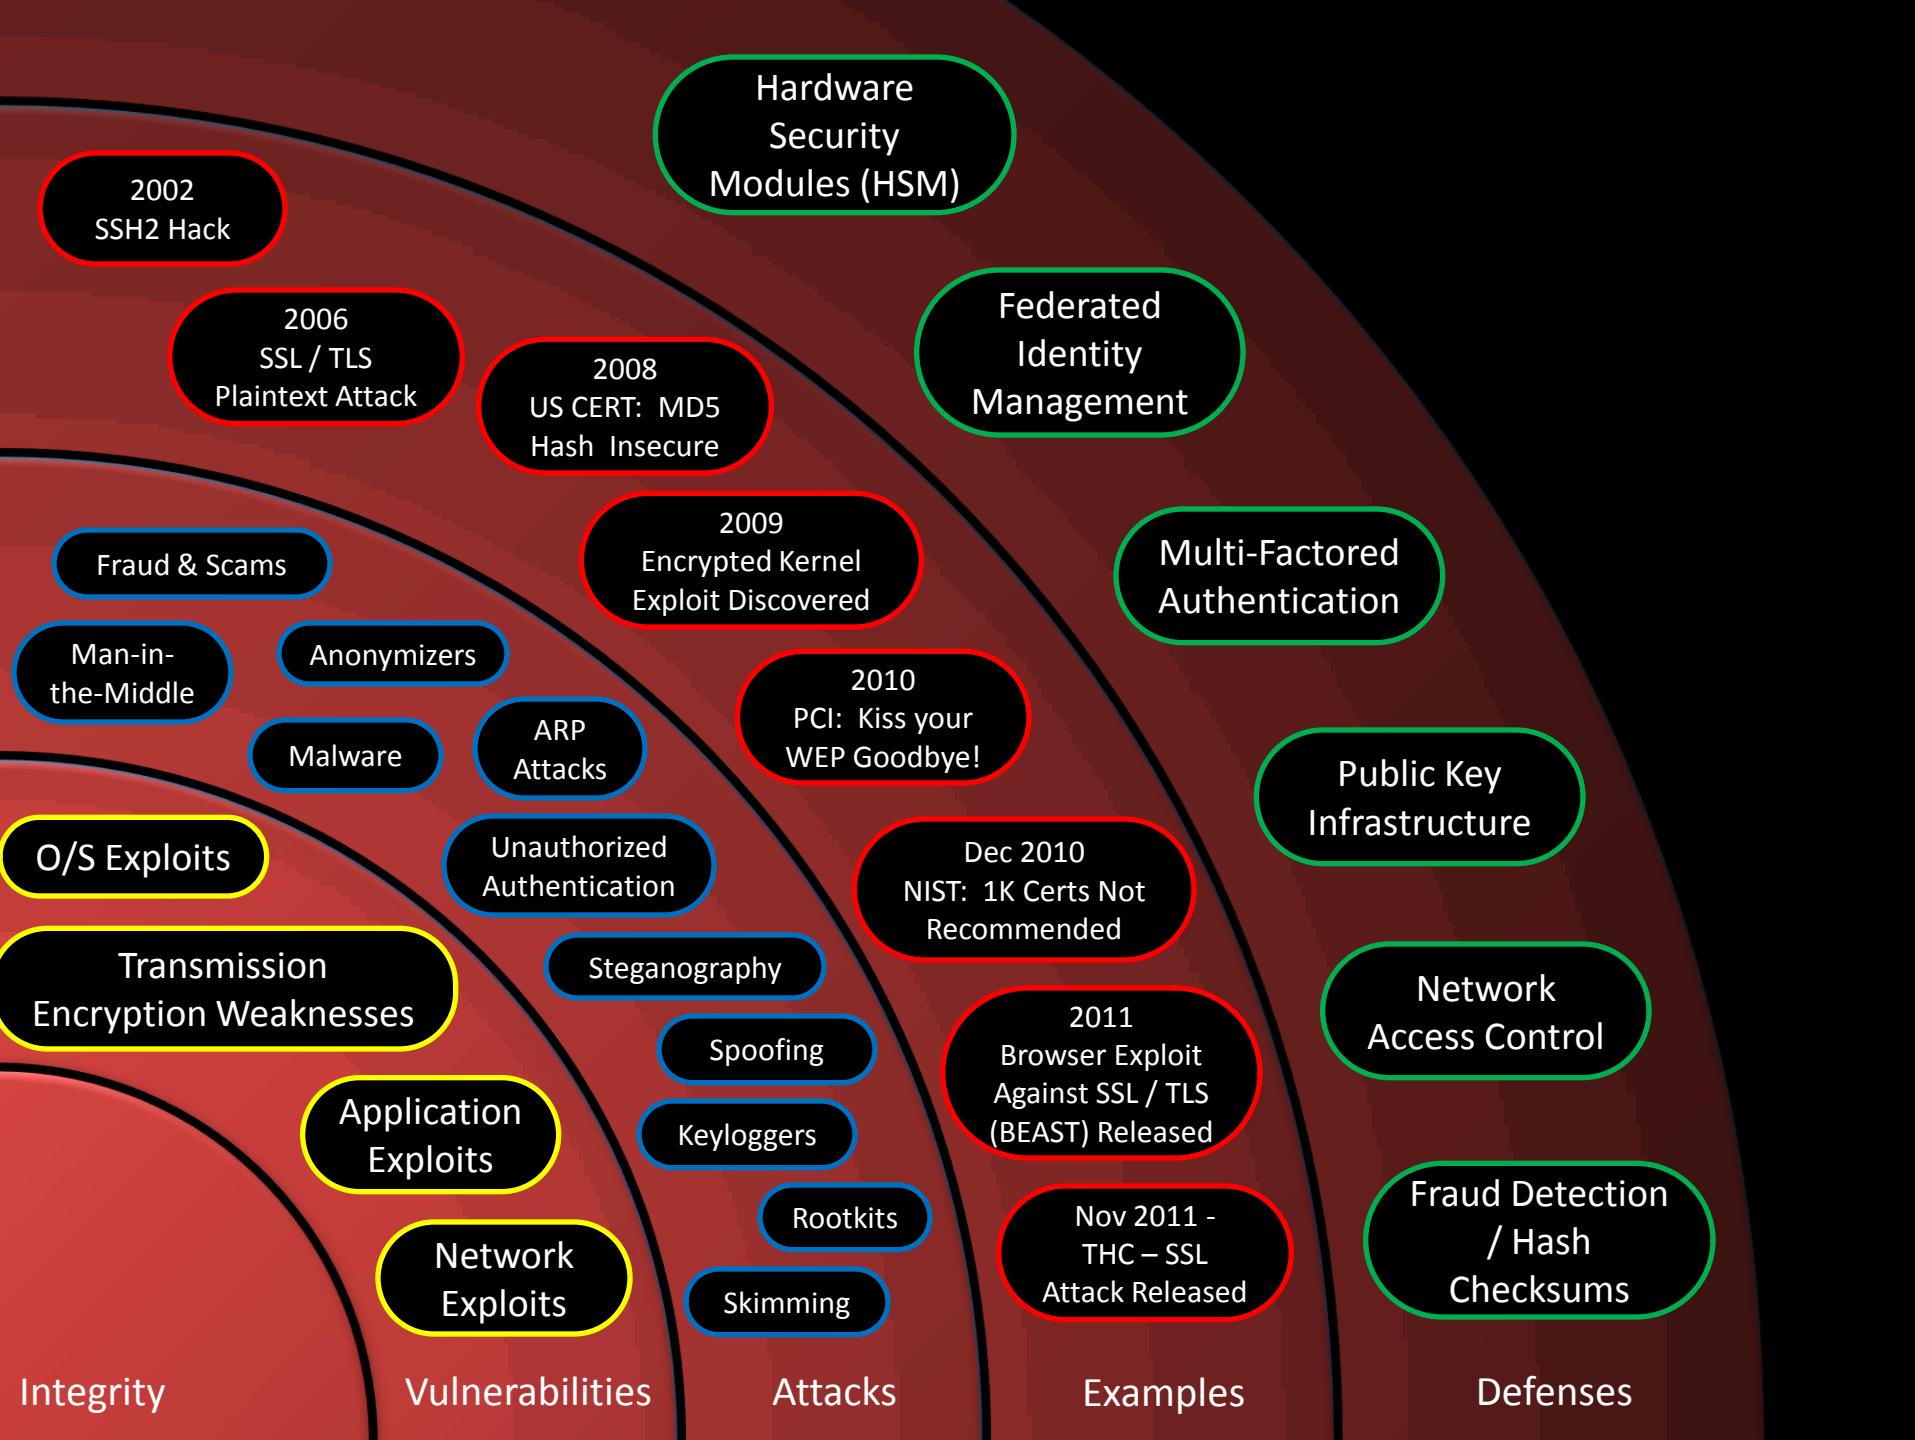 Hardware
Security
Modules (HSM)
2002
SSH2 Hack
Federated
Identity
Management
2006
SSL / TLS
Plaintext Attack
2008
US CERT:  MD5
Hash  Insecure
2009
Encrypted Kernel
Exploit Discovered
Multi-Factored
Authentication
Fraud & Scams
Man-in-
the-Middle
Anonymizers
2010
PCI:  Kiss your
WEP Goodbye!
Malware
ARP
Attacks
Public Key
Infrastructure
O/S Exploits
Unauthorized
Authentication
Dec 2010
NIST:  1K Certs Not
Recommended
Transmission
Encryption Weaknesses
Steganography
Network
Access Control
Spoofing
2011
Browser Exploit
Against SSL / TLS
(BEAST) Released
Application
Exploits
Keyloggers
Rootkits
Nov 2011 -
THC – SSL
Attack Released
Fraud Detection
/ Hash
Checksums
Network
Exploits
Skimming
Integrity
Vulnerabilities
Attacks
Examples
Defenses